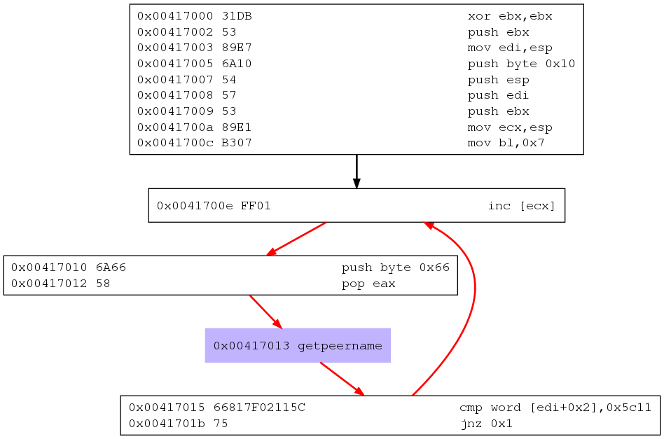 0x00417000 31DB xor ebx,ebx
0x00417002 53 push ebx
0x00417003 89E7 mov edi,esp
0x00417005 6A10 push byte 0x10
0x00417007 54 push esp
0x00417008 57 push edi
0x00417009 53 push ebx
0x0041700a 89E1 mov ecx,esp
0x0041700c B307 mov bl,0x7
0x0041700e FF01 inc [ecx]
0x00417010 6A66 push byte 0x66
0x00417012 58 pop eax
0x00417013 getpeername
0x00417015 66817F02115C cmp word [edi+0x2],0x5c11
0x0041701b 75 jnz 0x1